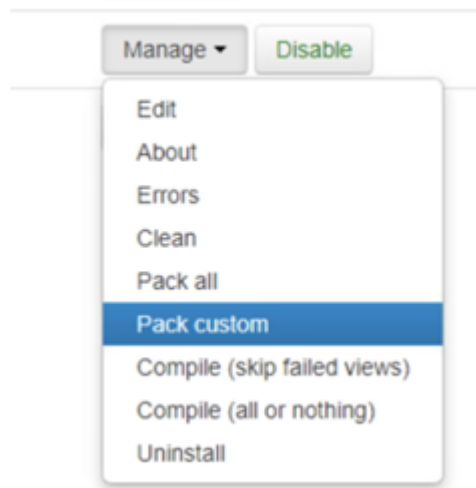 Manage Disable
Edit
About
Errors
Clean
Pack all
Pack custom
Compile (skip failed views)
Compile (all or nothing)
Uninstall